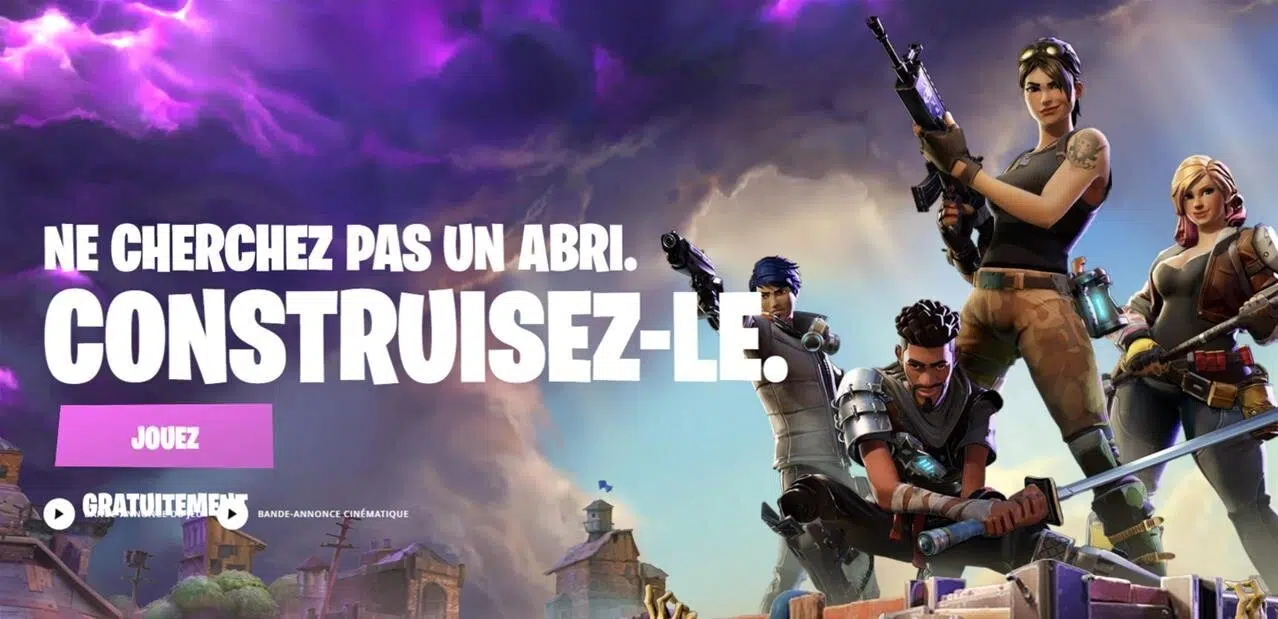 NE CHERCHEZ PAS UN ABRI.
CONSTRUISEZ-LE.
JOUEZ
GRATUITEMENT
BANDE-ANNONCE CINÉMATIQUE